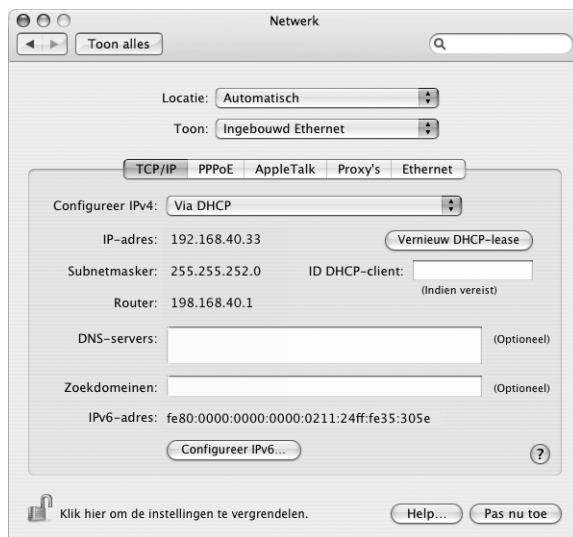 Netwerk
Toon alles
Locatie: Automatisch
Toon: Ingebouwd Ethernet
TCP/IP PPPoE AppleTalk Proxy's Ethernet
Configureer IPv4: Via DHCP
IP-adres: 192.168.40.33 Vernieuw DHCP-lease
Subnetmasker: 255.255.252.0 ID DHCP-client:
(Indien vereist)
Router: 198.168.40.1
DNS-servers: (Optioneel)
Zoekdomeinen: (Optioneel)
IPv6-adres: fe80:0000:0000:0000:0211:24ff:fe35:305e
Configureer IPv6... ?
Klik hier om de instellingen te vergrendelen. Help... Pas nu toe